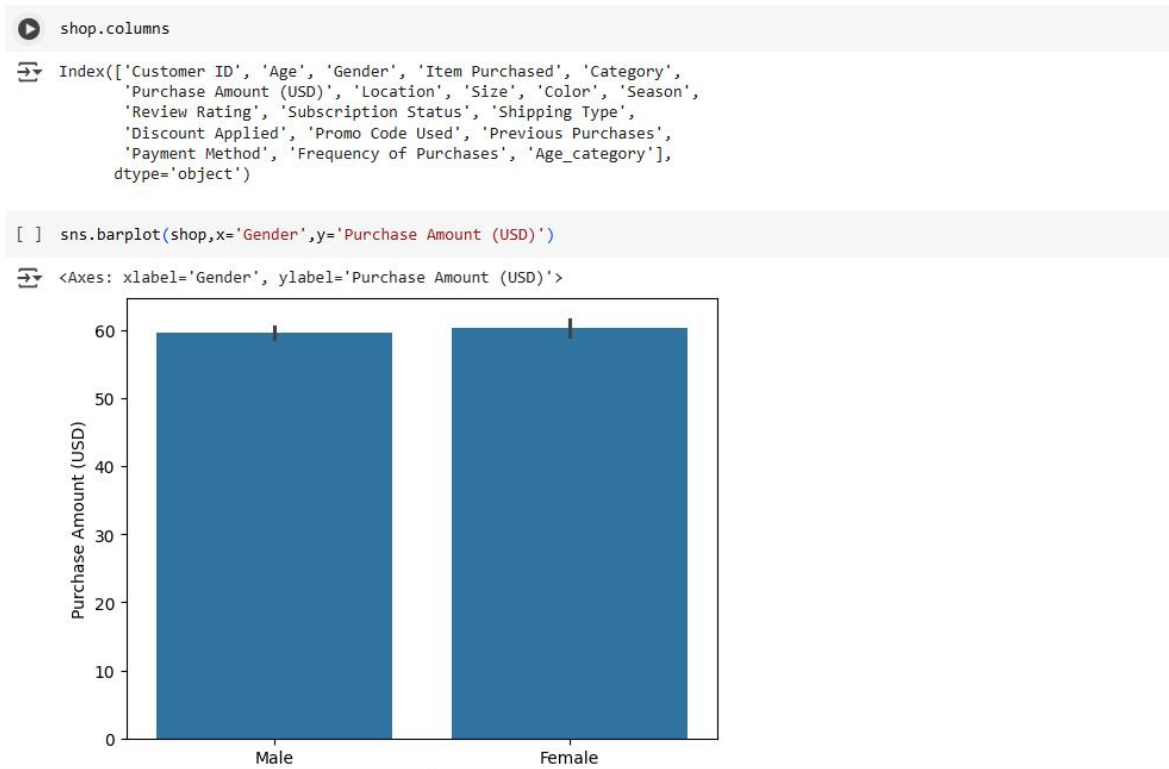 shop.columns
Index(['Customer ID', 'Age', 'Gender', 'Item Purchased', 'Category',
'Purchase Amount (USD)', 'Location', 'Size', 'Color', 'Season',
'Review Rating', 'Subscription Status', 'Shipping Type',
'Discount Applied', 'Promo Code Used', 'Previous Purchases',
'Payment Method', 'Frequency of Purchases', 'Age_category'],
dtype='object')
[ ] sns.barplot(shop,x='Gender',y='Purchase Amount (USD)')
<Axes: xlabel='Gender', ylabel='Purchase Amount (USD)'>
60
50
40
30
20
10
0
Purchase Amount (USD)
Male Female